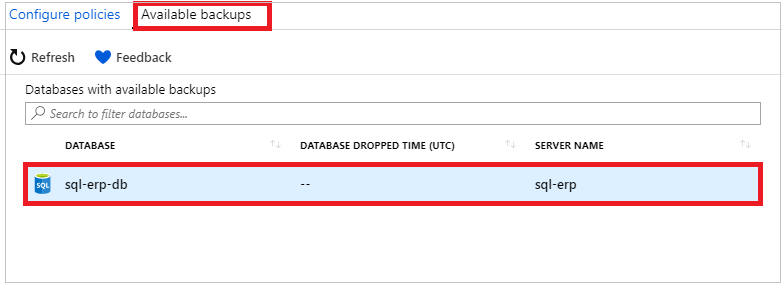 Configure policies Available backups
Refresh Feedback
Databases with available backups
Search to filter databases...
DATABASE DATABASE DROPPED TIME (UTC) SERVER NAME
SQL sql-erp-db -- sql-erp